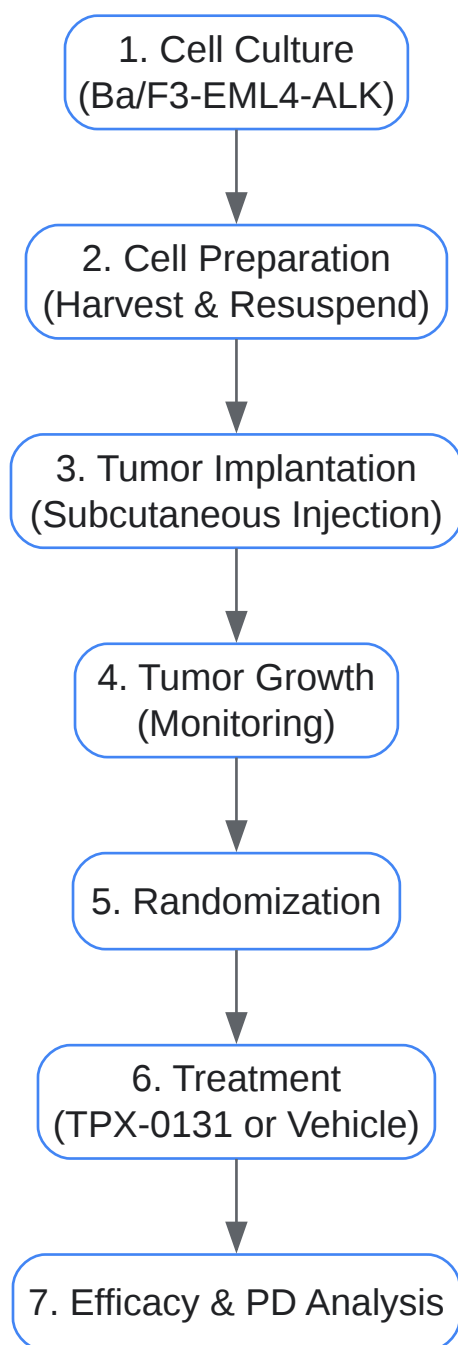 1. Cell Culture
(Ba/F3-EML4-ALK)
2. Cell Preparation
(Harvest & Resuspend)
3. Tumor Implantation
(Subcutaneous Injection)
4. Tumor Growth
(Monitoring)
5. Randomization
6. Treatment
(TPX-0131 or Vehicle)
7. Efficacy & PD Analysis